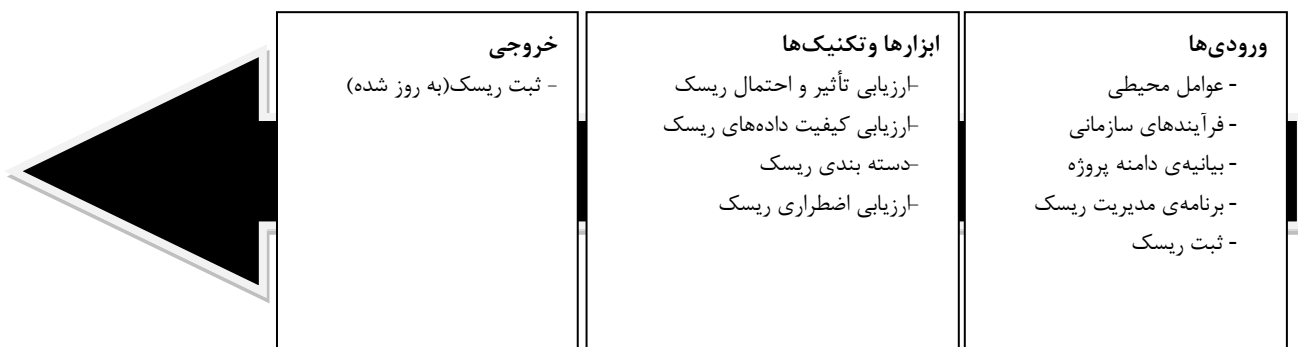 ورودی‌ها
- عوامل محیطی
- فرآیندهای سازمانی
- بیانیه‌ی دامنه پروژه
- برنامه‌ی مدیریت ریسک
- ثبت ریسک
ابزارها وتکنیک‌ها
-ارزیابی تأثیر و احتمال ریسک
-ارزیابی کیفیت داده‌های ریسک
-دسته بندی ریسک
-ارزیابی اضطراری ریسک
خروجی
- ثبت ریسک(به روز شده)